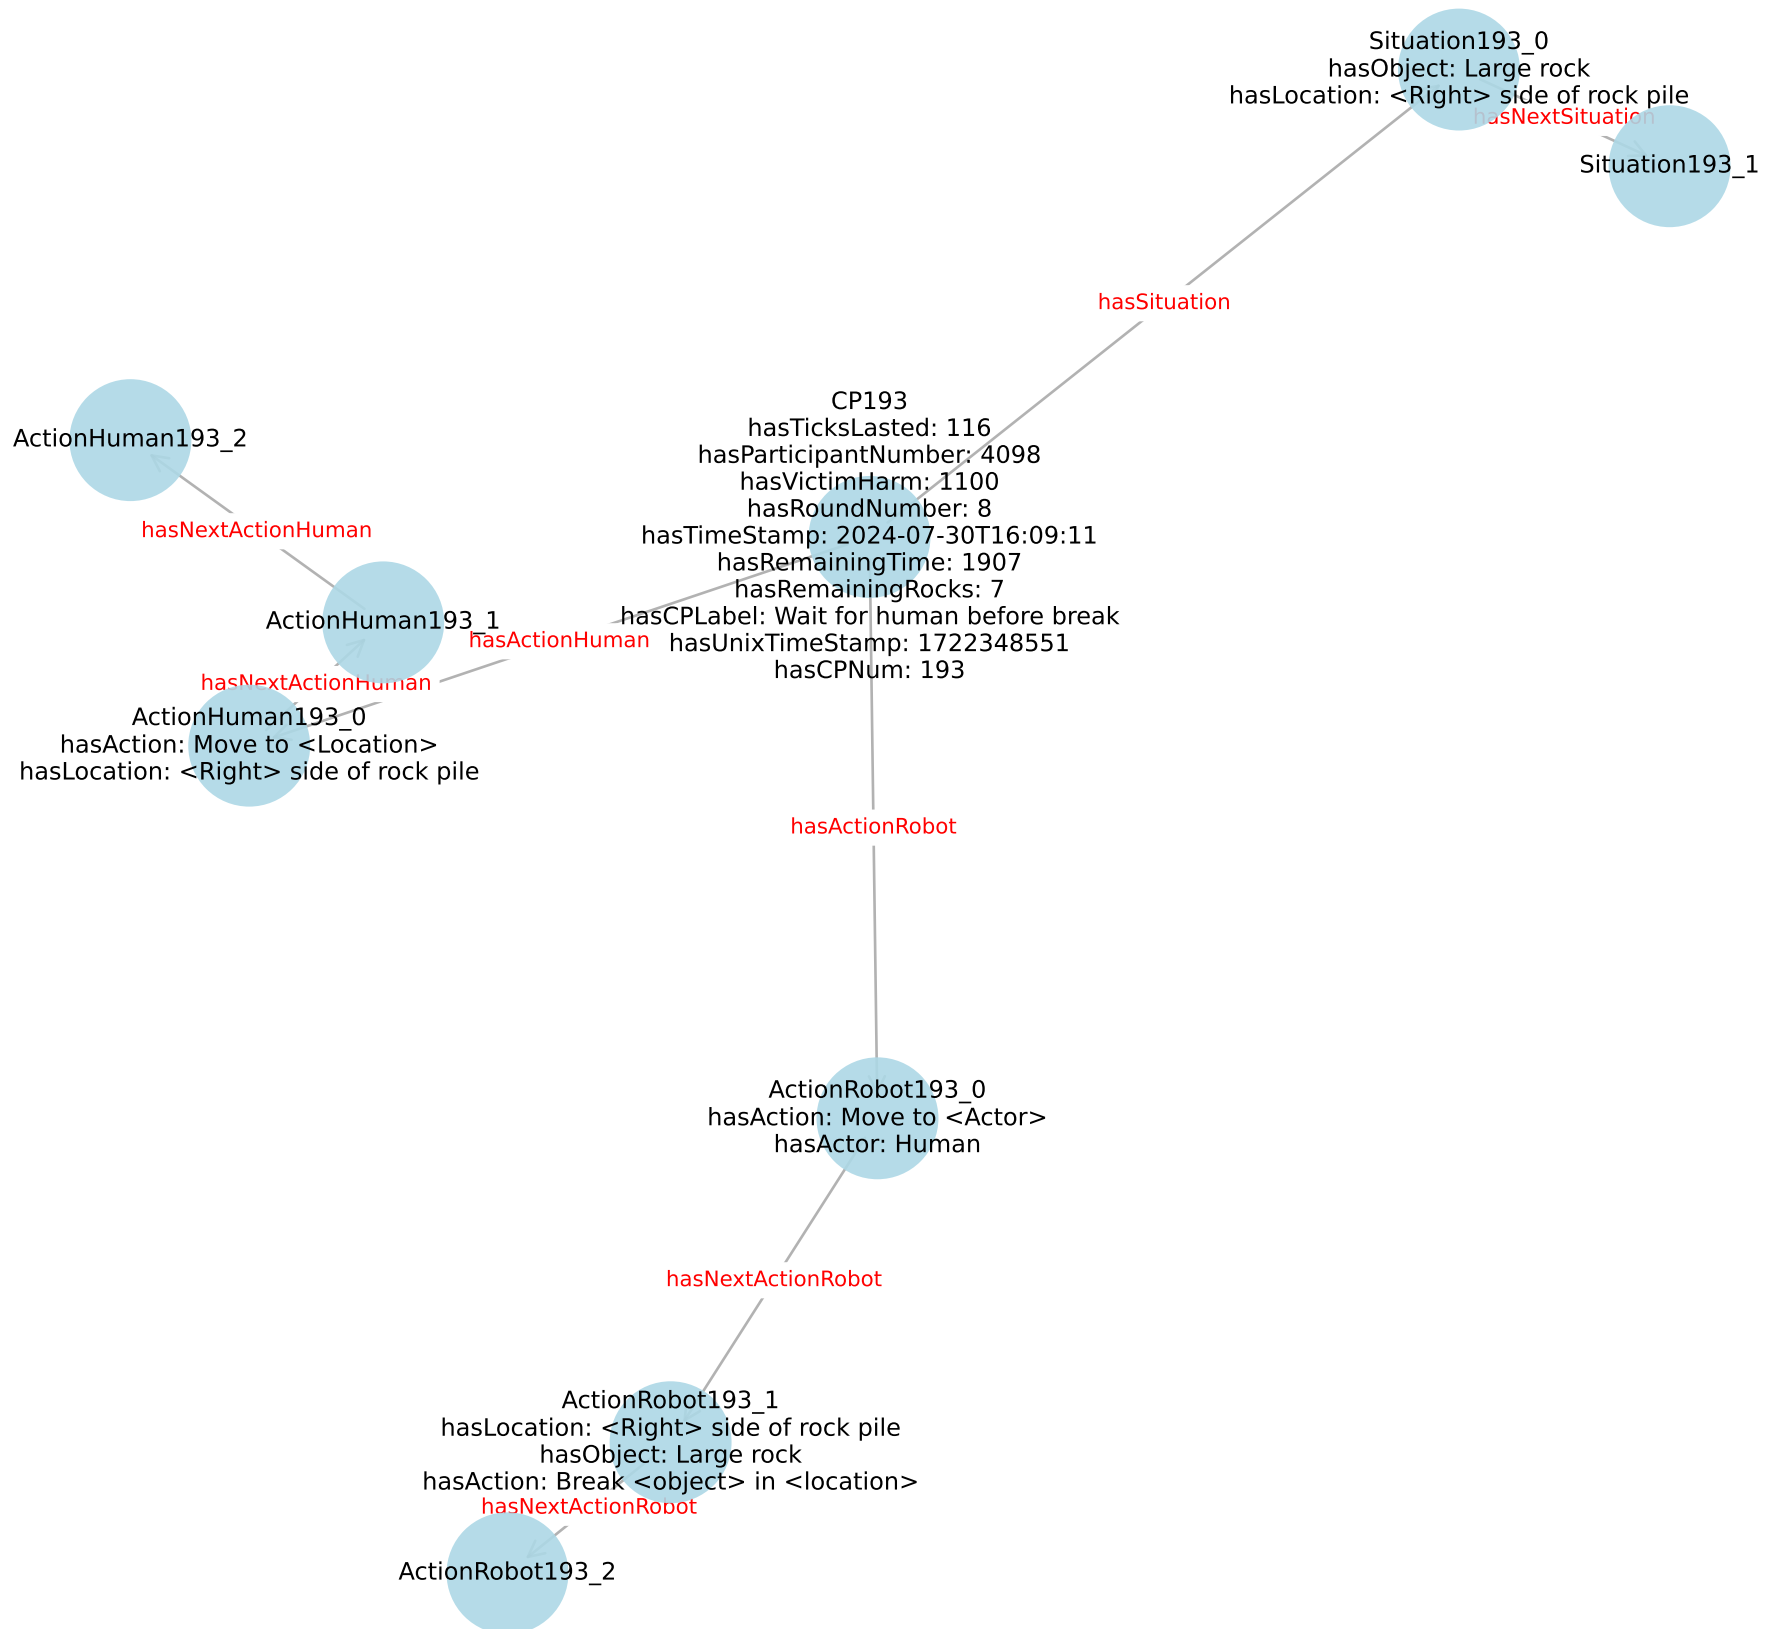 Situation193_0
hasObject: Large rock
hasLocation: <Right> side of rock pile
hasNextSituation
Situation193_1
hasSituation
CP193
hasTicksLasted: 116
hasParticipantNumber: 4098
hasVictimHarm: 1100
hasRoundNumber: 8
hasTimeStamp: 2024-07-30T16:09:11
hasRemainingTime: 1907
hasRemainingRocks: 7
hasCPLabel: Wait for human before break
hasUnixTimeStamp: 1722348551
hasCPNum: 193
ActionHuman193_2
hasNextActionHuman
ActionHuman193_1
hasActionHuman
hasNextActionHuman
ActionHuman193_0
hasAction: Move to <Location>
hasLocation: <Right> side of rock pile
hasActionRobot
ActionRobot193_0
hasAction: Move to <Actor>
hasActor: Human
hasNextActionRobot
ActionRobot193_1
hasLocation: <Right> side of rock pile
hasObject: Large rock
hasAction: Break <object> in <location>
hasNextActionRobot
ActionRobot193_2